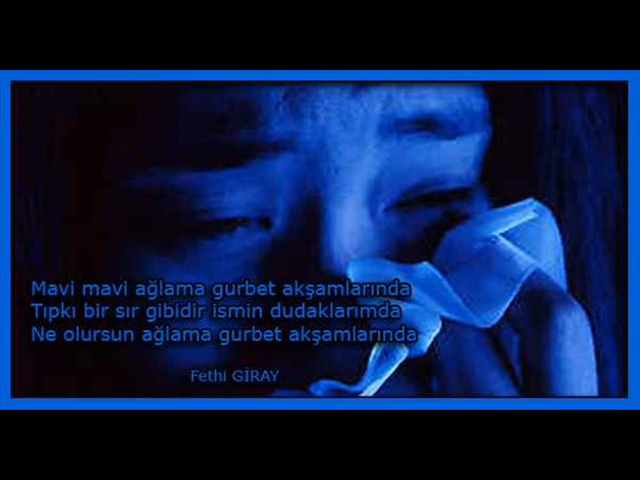 Mavi mavi ağlama gurbet akşamlarında
Tıpkı bir sır gibidir ismin dudaklarımda
Ne olursun ağlama gurbet akşamlarında
Fethi GİRAY